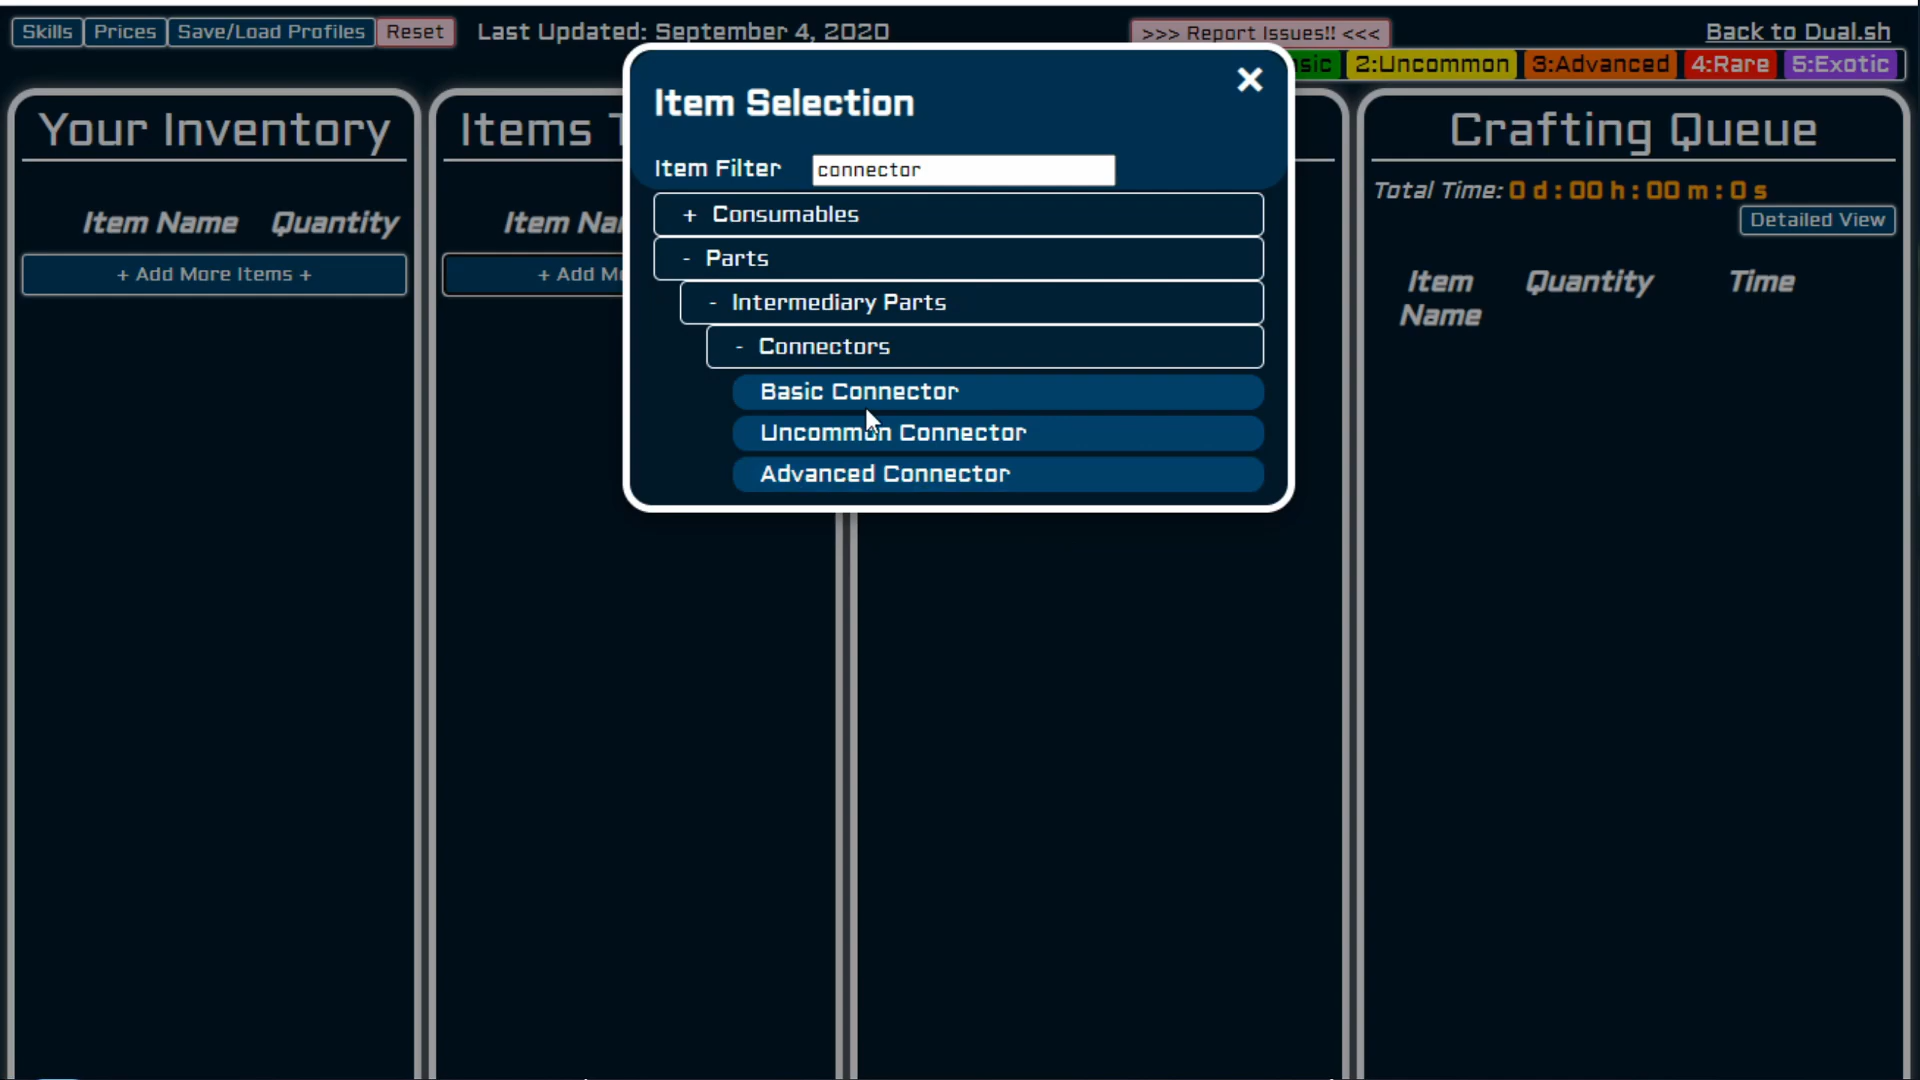 Skills Prices Save/Load Profiles Reset Last Updated: September 4, 2020 >>> Report Issues!! <<< Back to Dual.sh
2:Uncommon 3:Advanced 4:Rare 5:Exotic
Your Inventory
Item Name Quantity
+ Add More Items +
Items
Item
+ Add
Item Selection
Item Filter connector
+ Consumables
- Parts
- Intermediary Parts
- Connectors
Basic Connector
Uncommon Connector
Advanced Connector
Crafting Queue
Total Time: 0 d : 00 h : 00 m : 0 s
Detailed View
Item Name Quantity Time